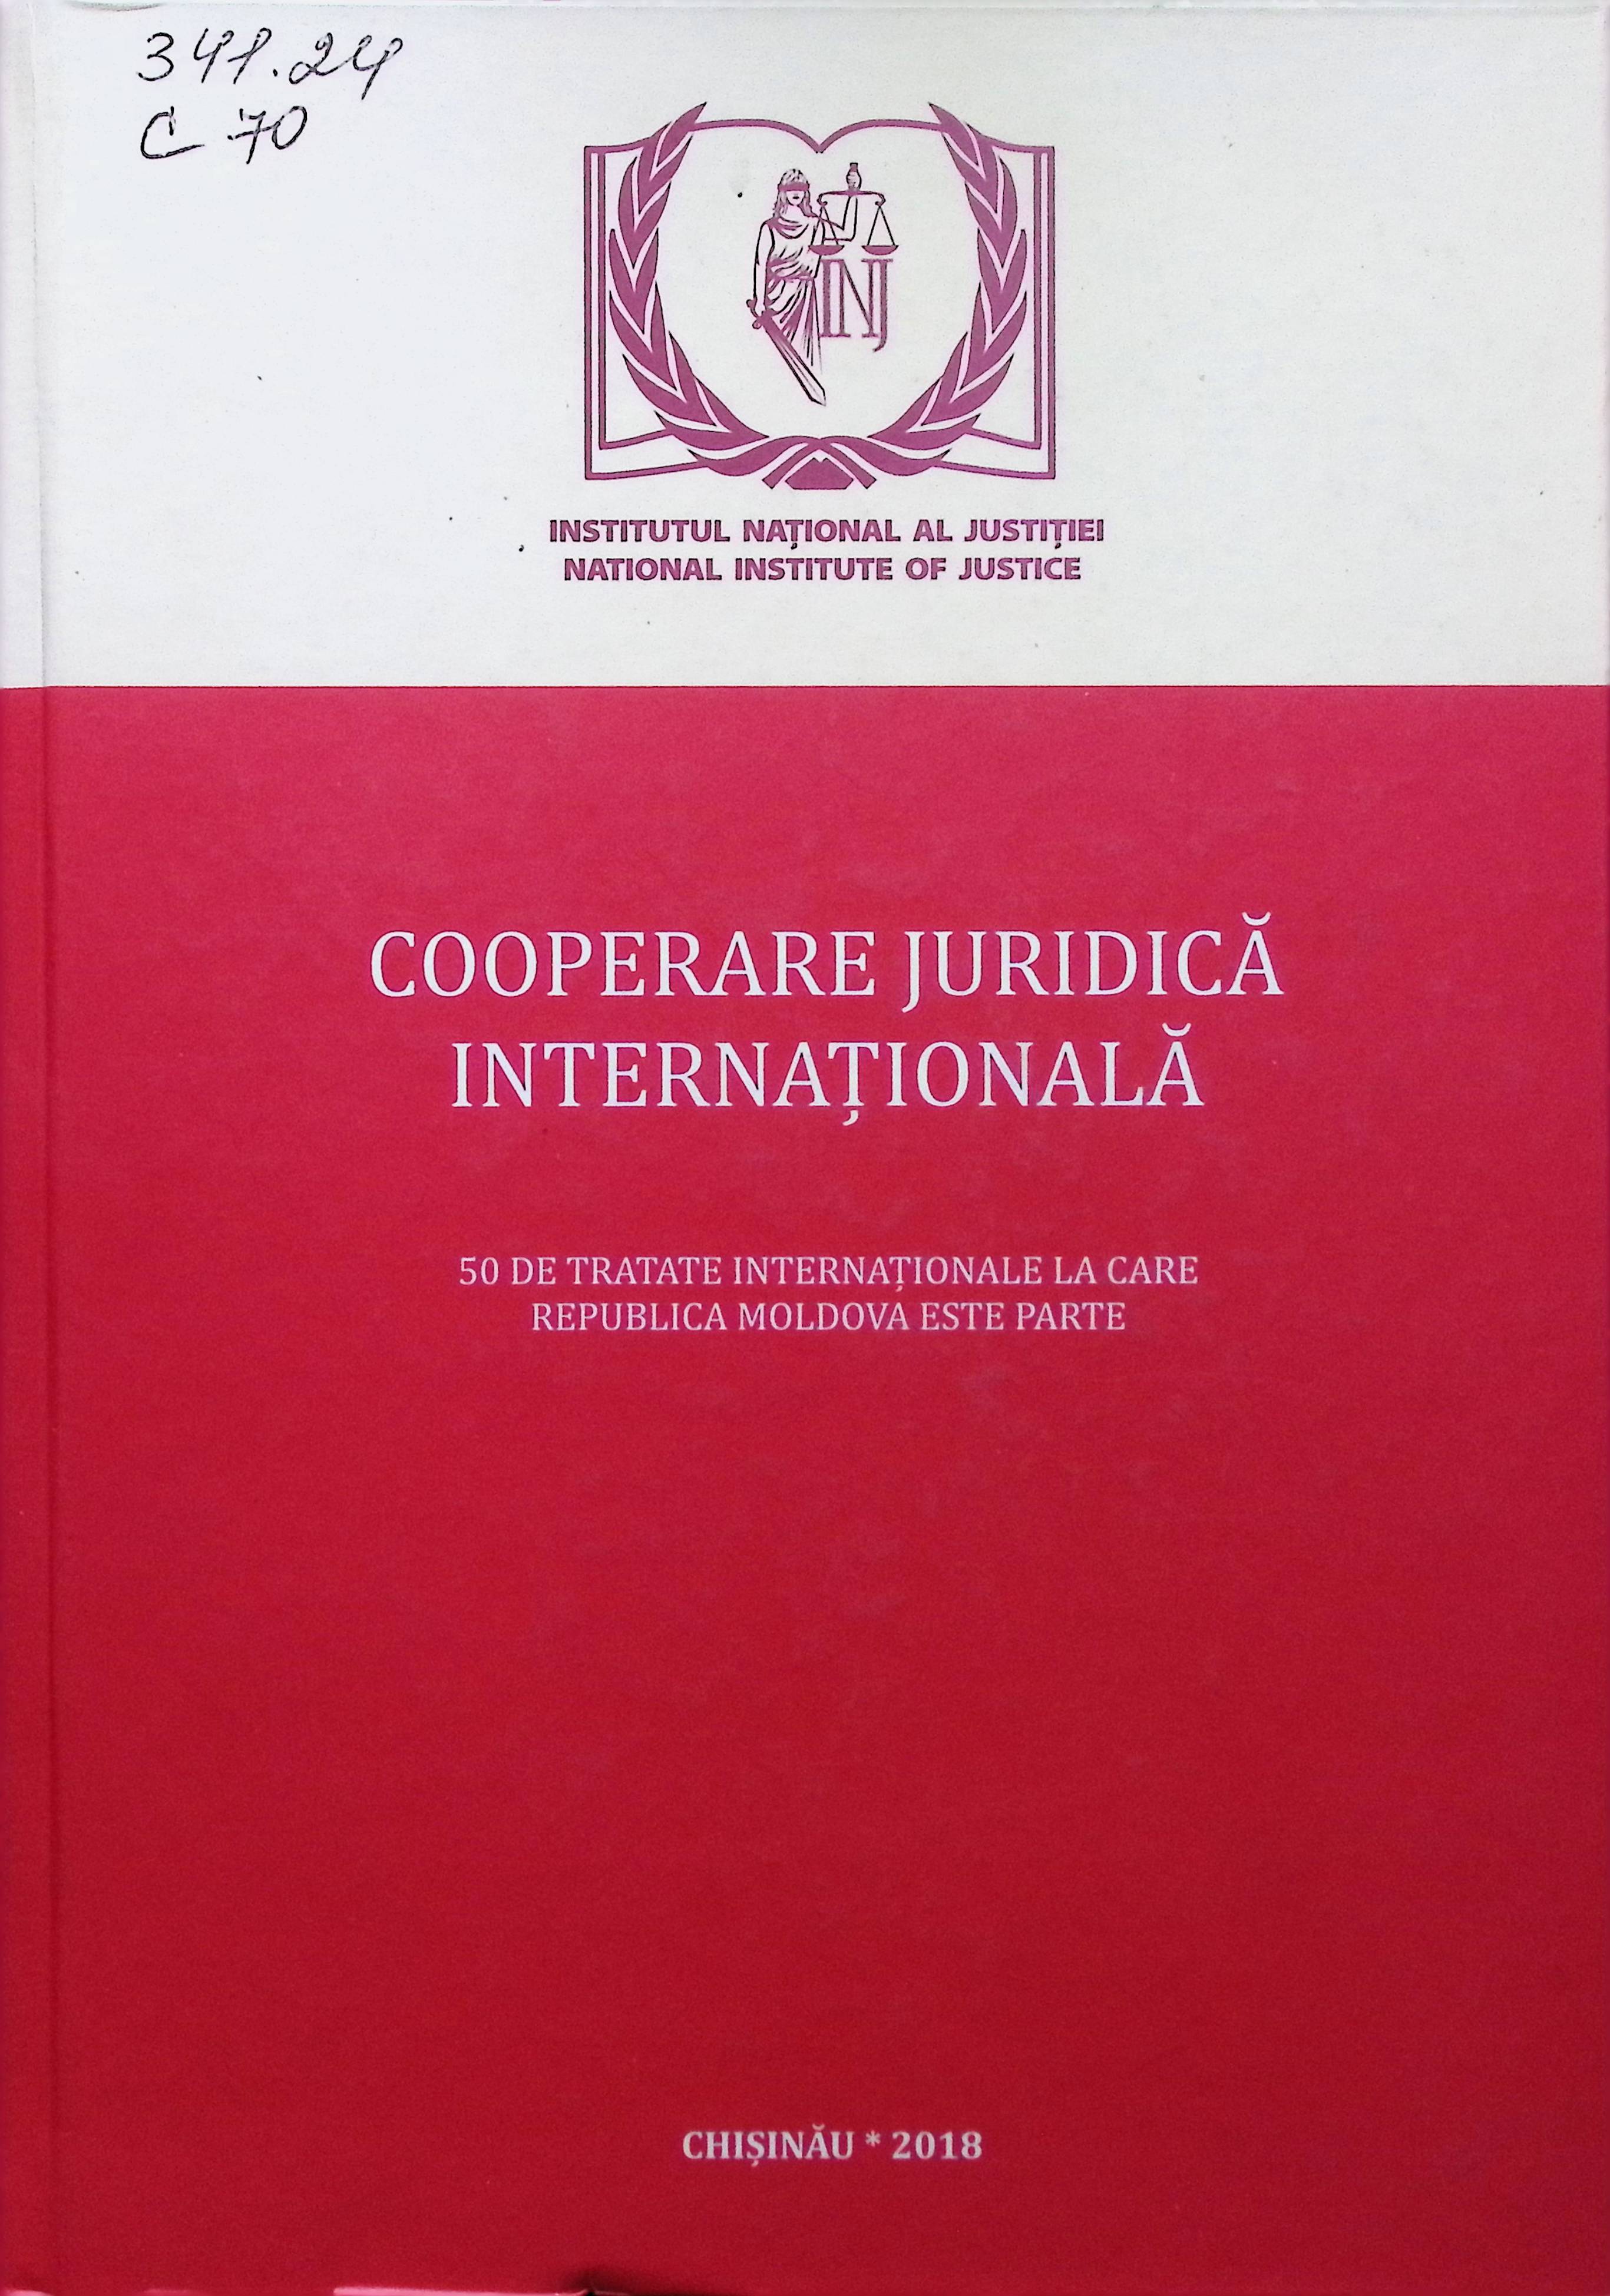 341.24
C 70
INJ
INSTITUTUL NAȚIONAL AL JUSTIȚIEI
NATIONAL INSTITUTE OF JUSTICE
COOPERARE JURIDICĂ
INTERNAȚIONALĂ
50 DE TRATATE INTERNAȚIONALE LA CARE
REPUBLICA MOLDOVA ESTE PARTE
CHIȘINĂU * 2018